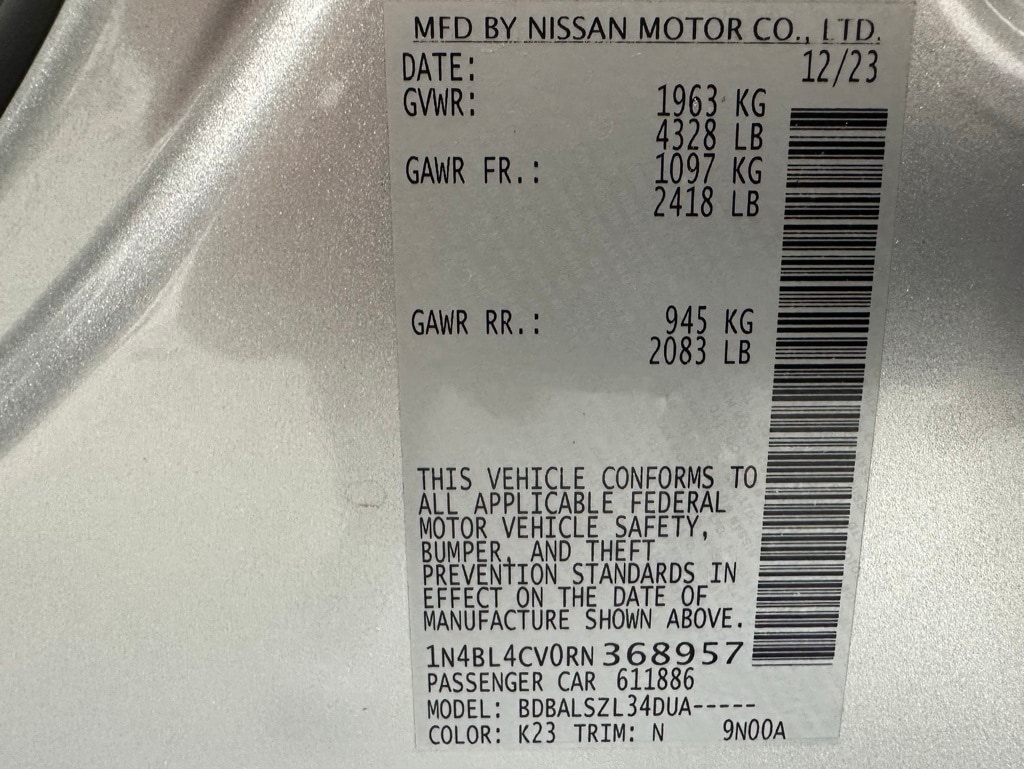 MFD BY NISSAN MOTOR CO., LTD.
DATE: 12/23
GVWR: 1963 KG
4328 LB
GAWR FR.: 1097 KG
2418 LB
GAWR RR.: 945 KG
2083 LB
THIS VEHICLE CONFORMS TO
ALL APPLICABLE FEDERAL
MOTOR VEHICLE SAFETY,
BUMPER, AND THEFT
PREVENTION STANDARDS IN
EFFECT ON THE DATE OF
MANUFACTURE SHOWN ABOVE.
1N4BL4CV0RN 368957
PASSENGER CAR 611886
MODEL: BDBALSZL34DUA-----
COLOR: K23 TRIM: N 9N00A